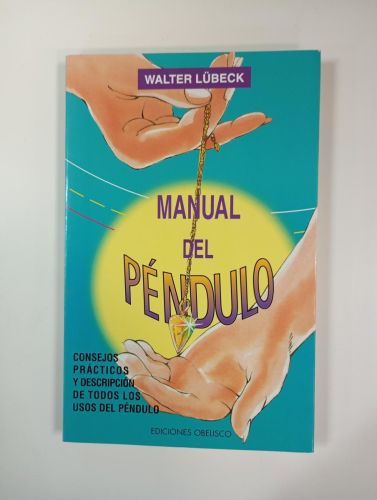 WALTER LÜBECK
MANUAL
DEL
PÉNDULO
CONSEJOS
PRÁCTICOS
Y DESCRIPCIÓN
DE TODOS LOS
USOS DEL PÉNDULO
EDICIONES OBELISCO